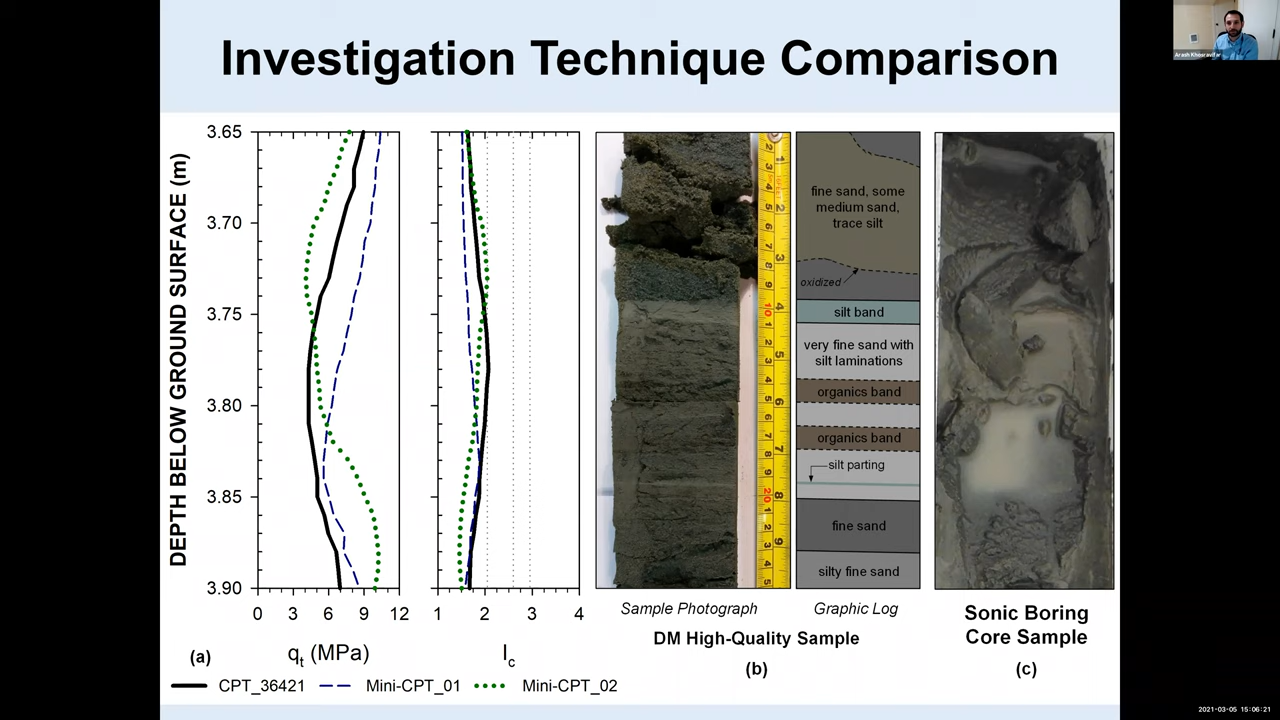 Investigation Technique Comparison
Arash Khosravifar
DEPTH BELOW GROUND SURFACE (m)
3.65
3.70
3.75
3.80
3.85
3.90
0 3 6 9 12
1 2 3 4
qt (MPa)
Ic
(a)
CPT_36421
Mini-CPT_01
Mini-CPT_02
fine sand, some
medium sand,
trace silt
oxidized
silt band
very fine sand with
silt laminations
organics band
organics band
silt parting
fine sand
silty fine sand
Sample Photograph
Graphic Log
DM High-Quality Sample
(b)
Sonic Boring
Core Sample
(c)
2021-03-05 15:06:21